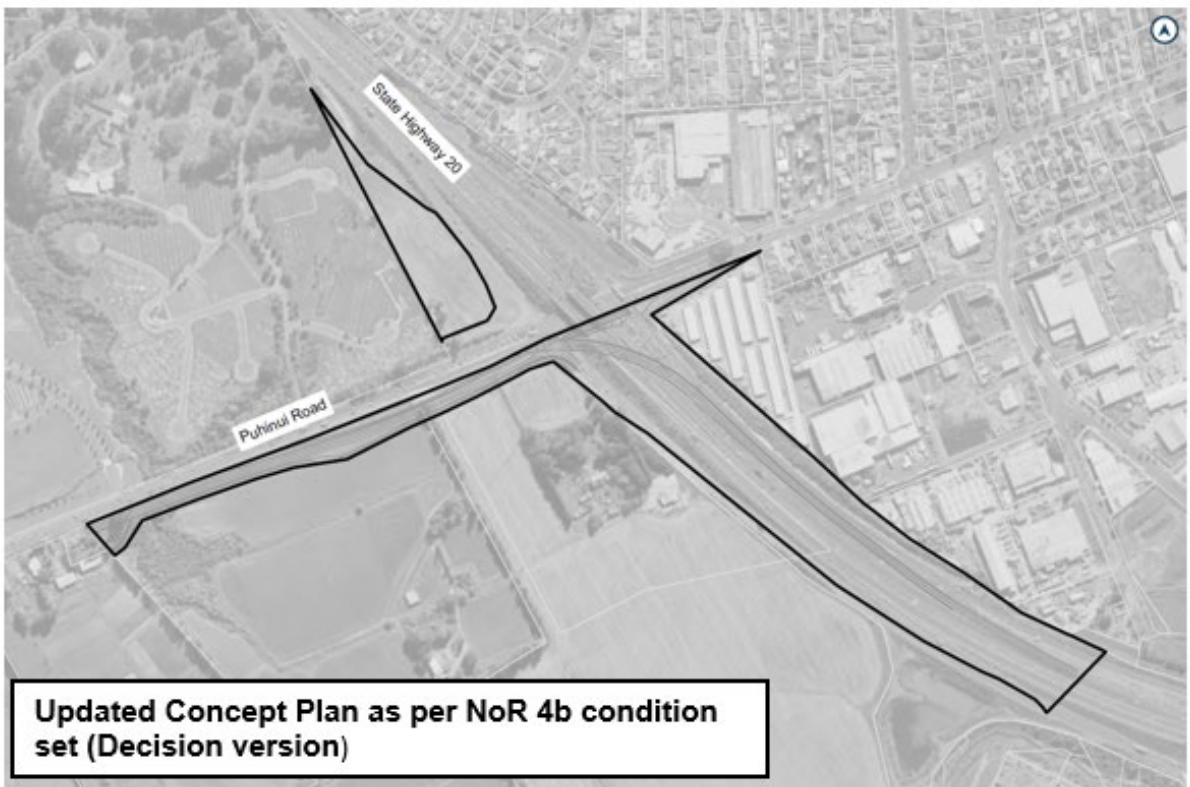 State Highway 20
Puhinui Road
Updated Concept Plan as per NoR 4b condition
set (Decision version)